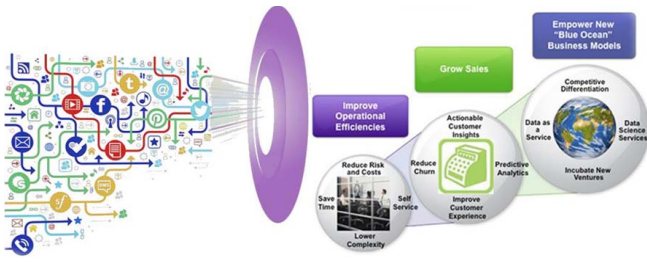 Empower New
"Blue Ocean"
Business Models
Grow Sales
Improve
Operational
Efficiencies
Competitive
Differentiation
Data as
a
Service
Data
Science
Services
Incubate New
Ventures
Actionable
Customer
Insights
Reduce
Churn
Predictive
Analytics
Improve
Customer
Experience
Reduce Risk
and Costs
Save
Time
Self
Service
Lower
Complexity